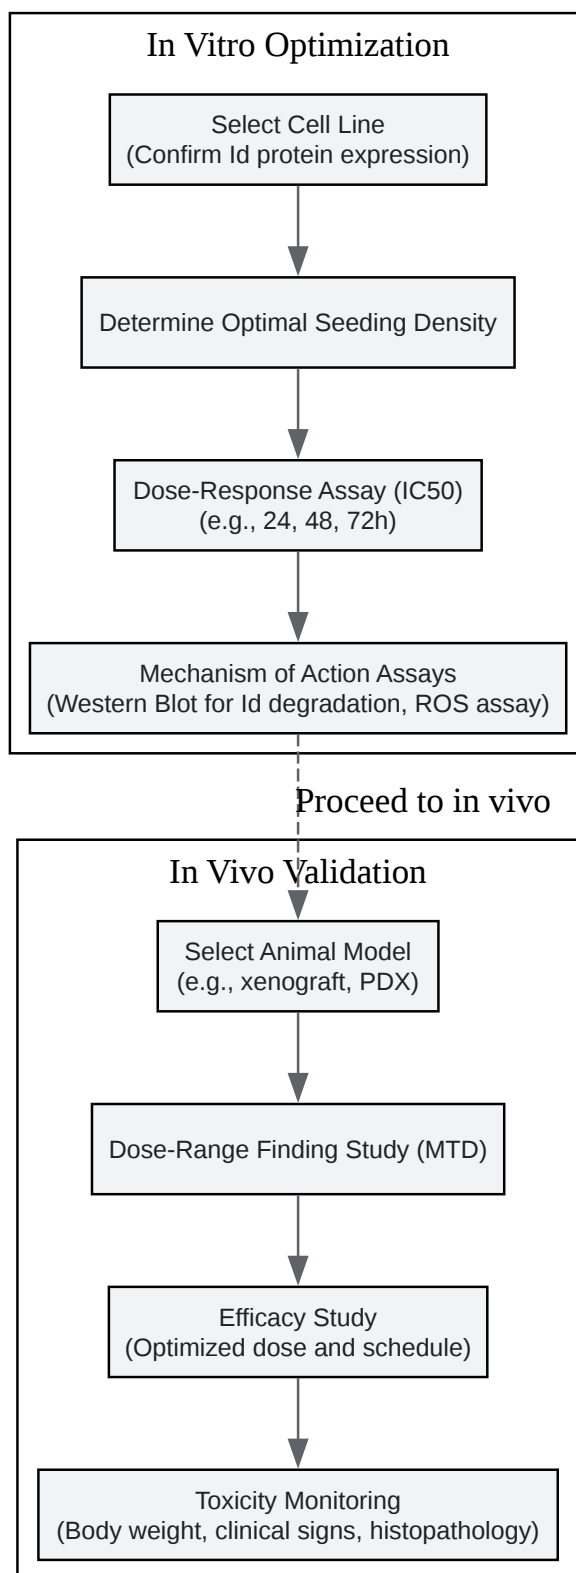 In Vitro Optimization
Select Cell Line
(Confirm Id protein expression)
Determine Optimal Seeding Density
Dose-Response Assay (IC50)
(e.g., 24, 48, 72h)
Mechanism of Action Assays
(Western Blot for Id degradation, ROS assay)
Proceed to in vivo
In Vivo Validation
Select Animal Model
(e.g., xenograft, PDX)
Dose-Range Finding Study (MTD)
Efficacy Study
(Optimized dose and schedule)
Toxicity Monitoring
(Body weight, clinical signs, histopathology)